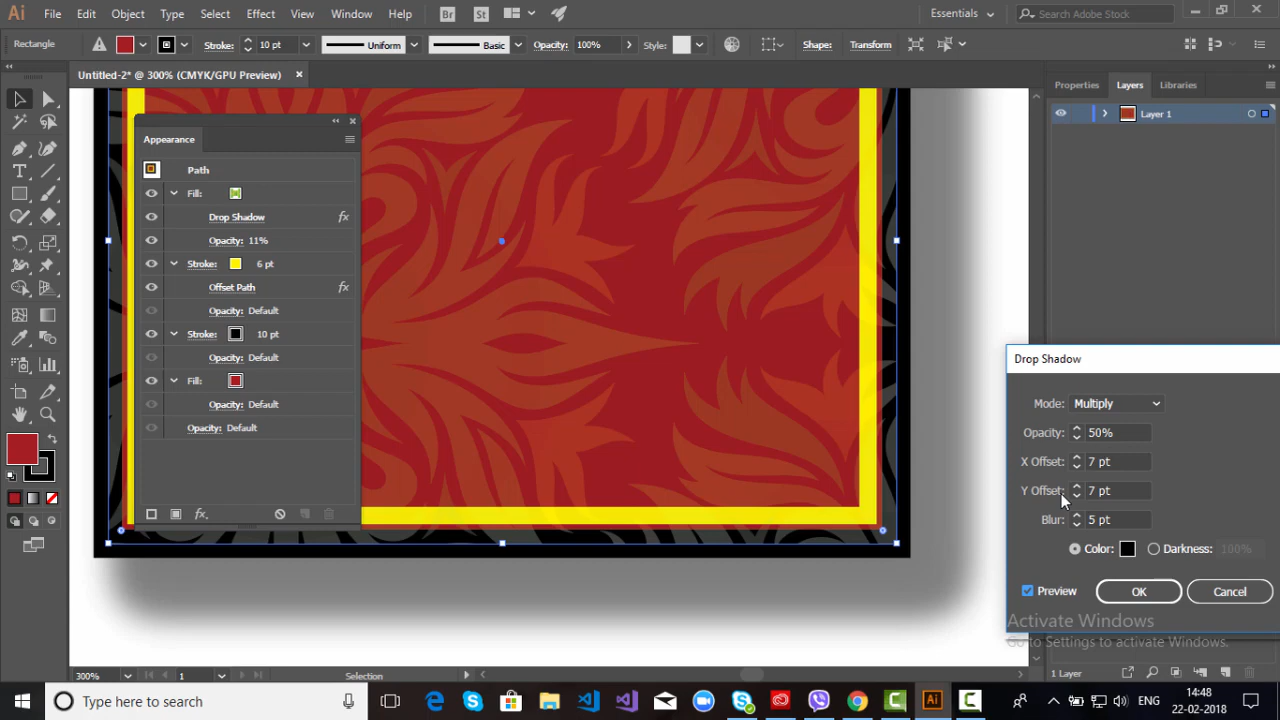 Ai File Edit Object Type Select Effect View Window Help Br St Essentials Search Adobe Stock
Rectangle Stroke: 10 pt Uniform Basic Opacity: 100% Style: Shape: Transform
Untitled-2* @ 300% (CMYK/GPU Preview) ×
Properties Layers Libraries
Layer 1
Appearance
Path
Fill:
Drop Shadow fx
Opacity: 11%
Stroke: 6 pt
Offset Path fx
Opacity: Default
Stroke: 10 pt
Opacity: Default
Fill:
Opacity: Default
Opacity: Default
fx
Drop Shadow
Mode: Multiply
Opacity: 50%
X Offset: 7 pt
Y Offset: 7 pt
Blur: 5 pt
Color: Darkness: 100%
Preview OK Cancel
Activate Windows
Go to Settings to activate Windows.
300% 1 Selection 1 Layer
Type here to search
ENG
14:48
22-02-2018